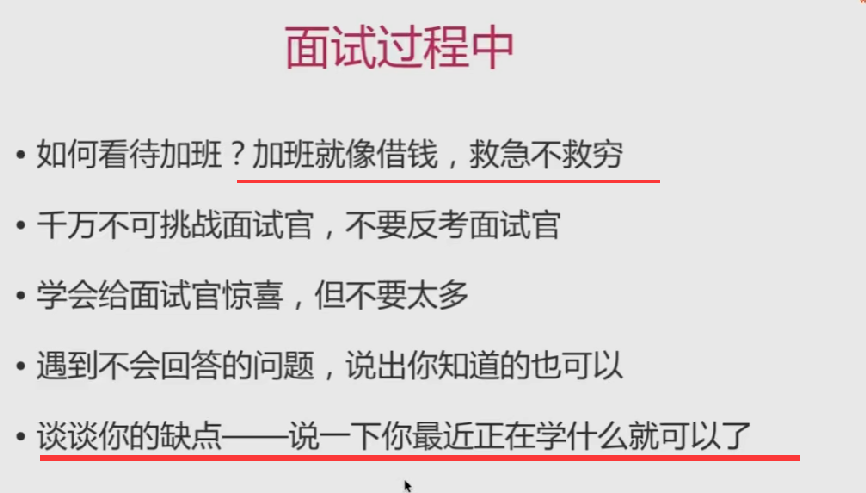 面试过程中
• 如何看待加班？加班就像借钱，救急不救穷
• 千万不可挑战面试官，不要反考面试官
• 学会给面试官惊喜，但不要太多
• 遇到不会回答的问题，说出你知道的也可以
• 谈谈你的缺点——说一下你最近正在学什么就可以了